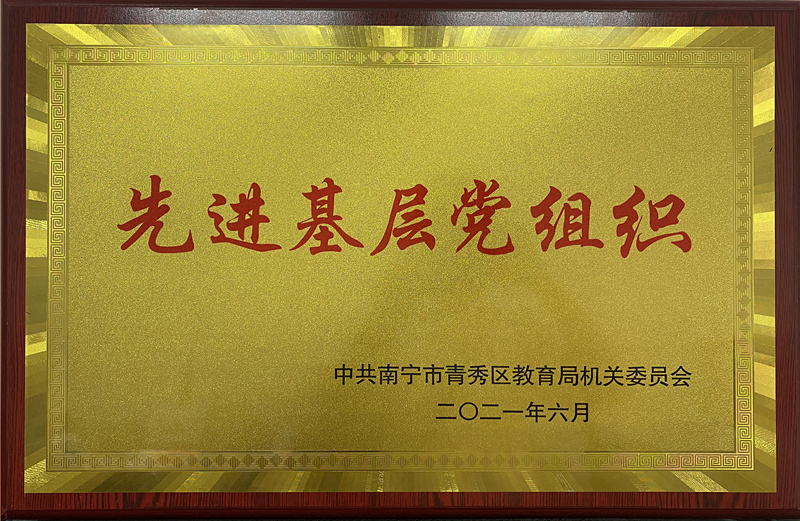 先进基层党组织
中共南宁市青秀区教育局机关委员会
二〇二一年六月